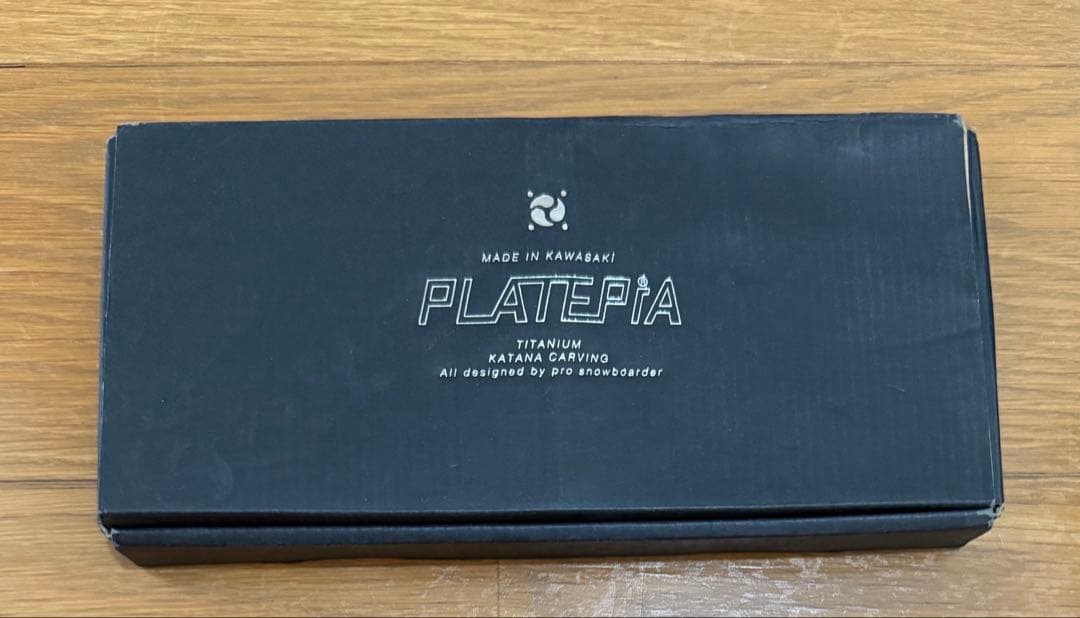 MADE IN KAWASAKI
PLATEPiA®
TITANIUM
KATANA CARVING
All designed by pro snowboarder